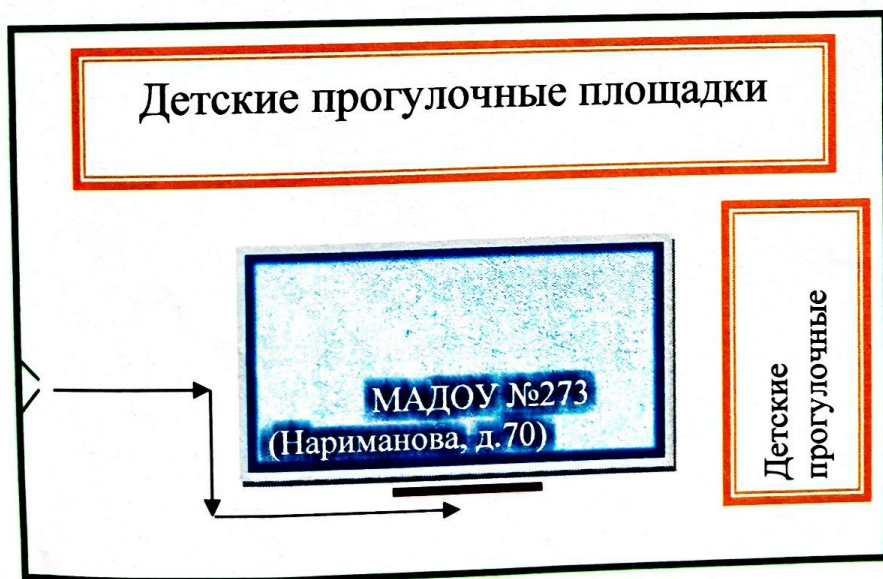 Детские прогулочные площадки
МАДОУ №273
(Нариманова, д.70)
Детские
прогулочные